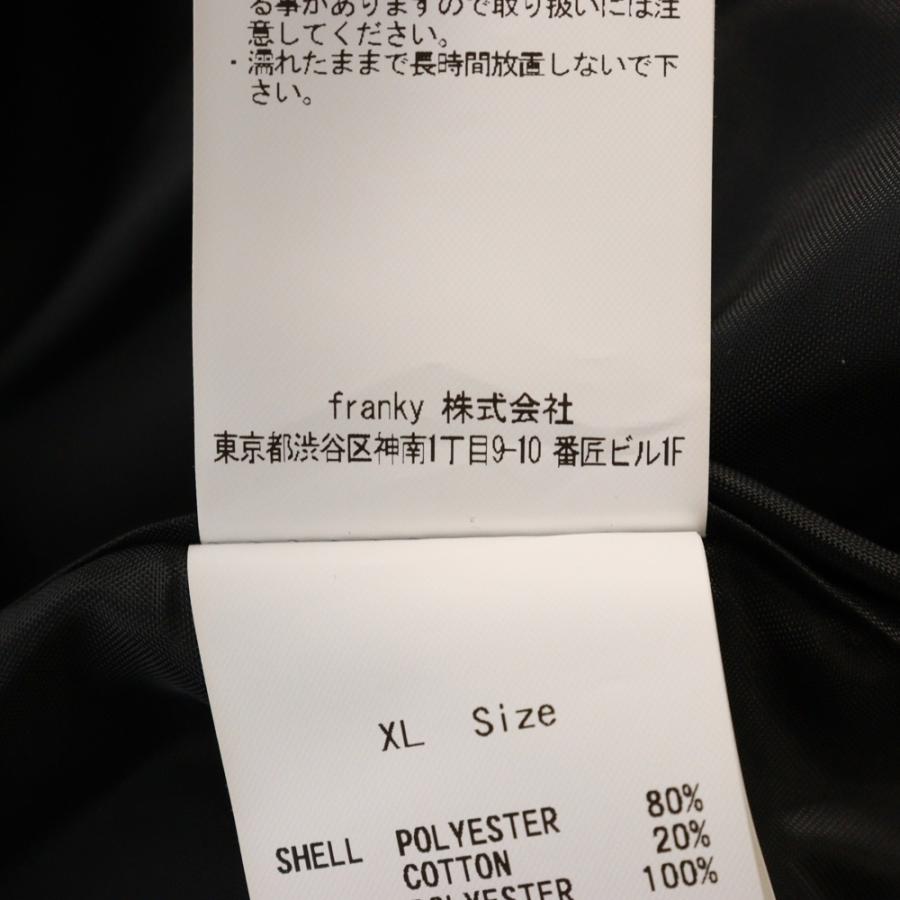 る事がありますので取り扱いには注
意してください。
・濡れたままで長時間放置しないで下
さい。
franky 株式会社
東京都渋谷区神南1丁目9-10 番匠ビル1F
XL Size
SHELL POLYESTER 80%
COTTON 20%
POLYESTER 100%